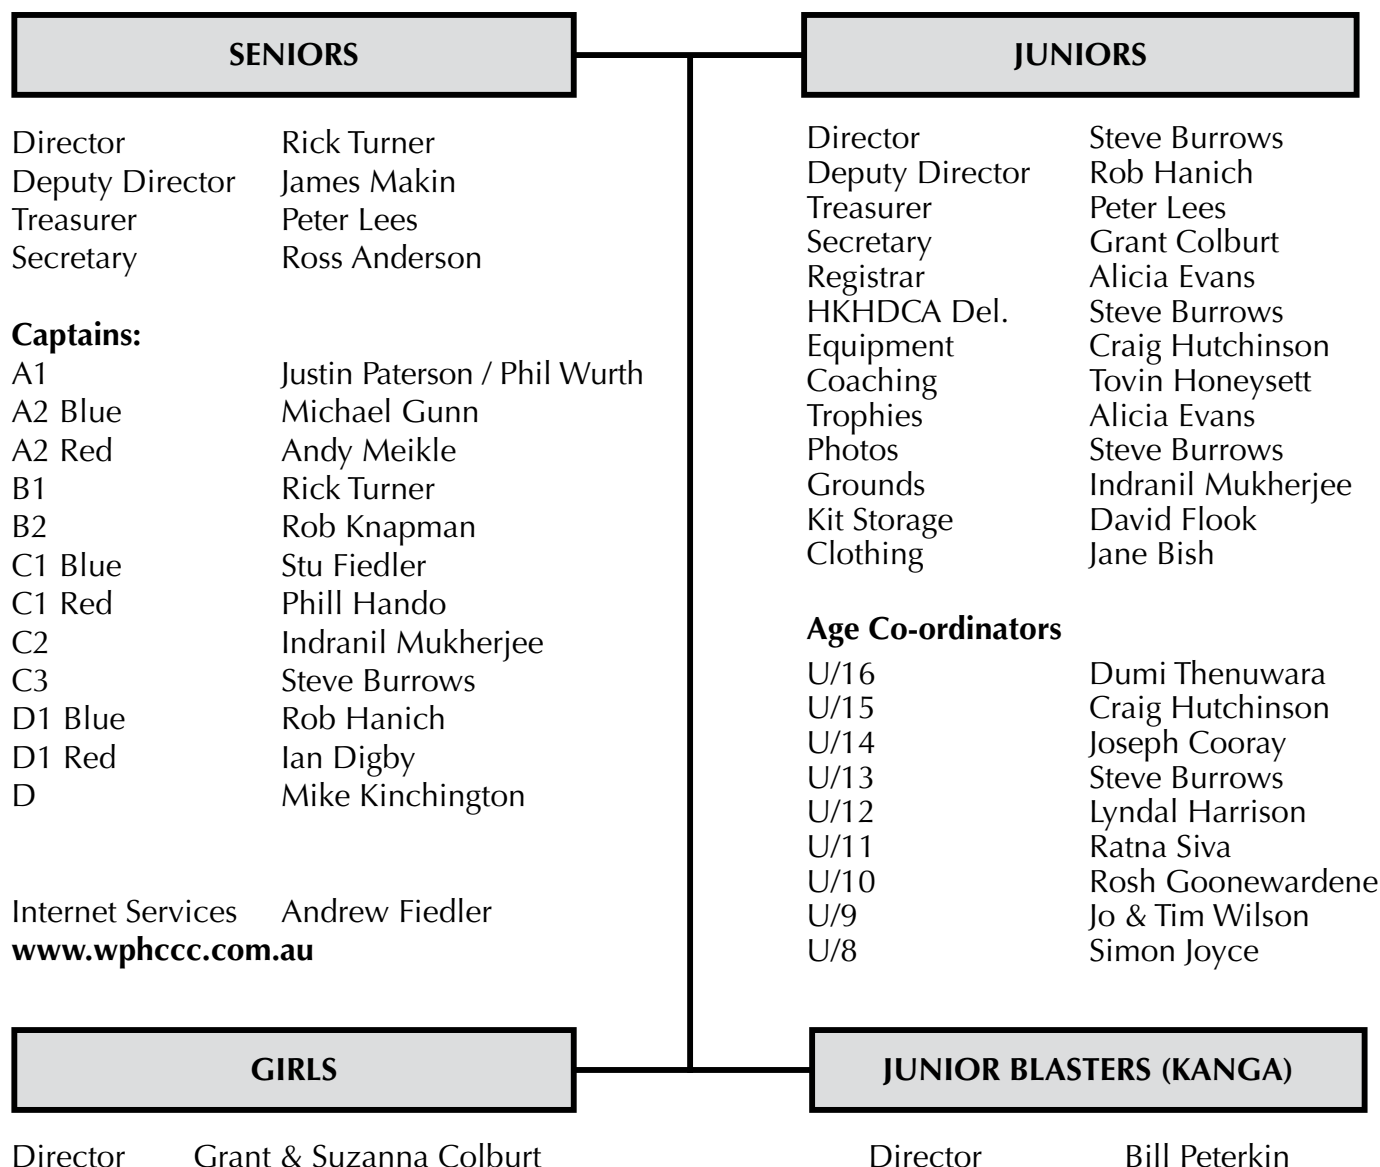 SENIORS
Director Rick Turner
Deputy Director James Makin
Treasurer Peter Lees
Secretary Ross Anderson
Captains:
A1 Justin Paterson / Phil Wurth
A2 Blue Michael Gunn
A2 Red Andy Meikle
B1 Rick Turner
B2 Rob Knapman
C1 Blue Stu Fiedler
C1 Red Phill Hando
C2 Indranil Mukherjee
C3 Steve Burrows
D1 Blue Rob Hanich
D1 Red Ian Digby
D Mike Kinchington
Internet Services Andrew Fiedler
www.wphccc.com.au
JUNIORS
Director Steve Burrows
Deputy Director Rob Hanich
Treasurer Peter Lees
Secretary Grant Colburt
Registrar Alicia Evans
HKHDCA Del. Steve Burrows
Equipment Craig Hutchinson
Coaching Tovin Honeysett
Trophies Alicia Evans
Photos Steve Burrows
Grounds Indranil Mukherjee
Kit Storage David Flook
Clothing Jane Bish
Age Co-ordinators
U/16 Dumi Thenuwara
U/15 Craig Hutchinson
U/14 Joseph Cooray
U/13 Steve Burrows
U/12 Lyndal Harrison
U/11 Ratna Siva
U/10 Rosh Goonewardene
U/9 Jo & Tim Wilson
U/8 Simon Joyce
GIRLS
Director Grant & Suzanna Colburt
JUNIOR BLASTERS (KANGA)
Director Bill Peterkin